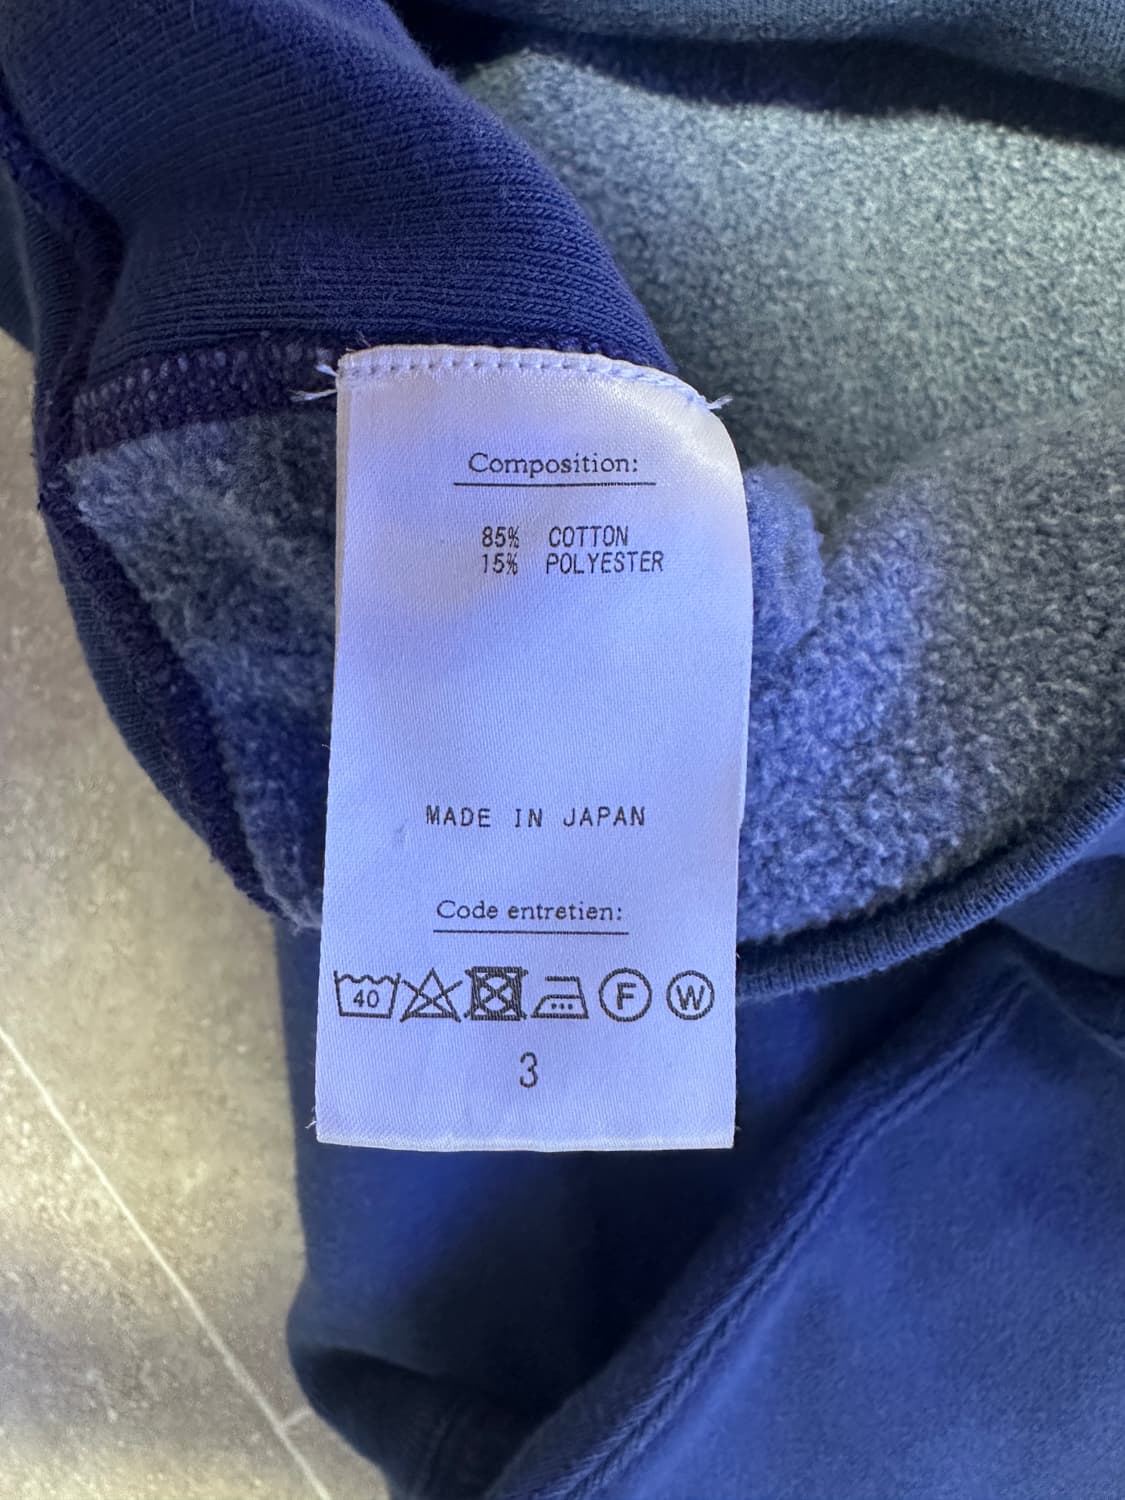 Composition:
85% COTTON
15% POLYESTER
MADE IN JAPAN
Code entretien:
40 F W
3